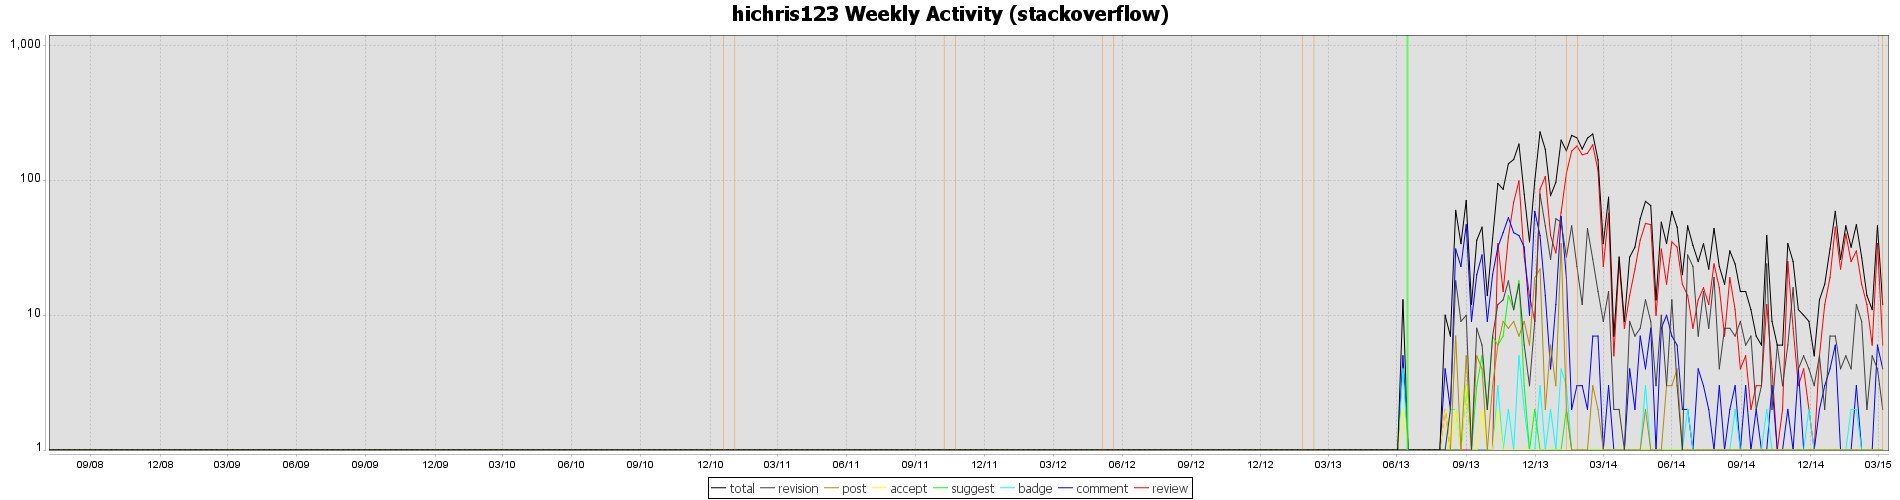 hichris123 Weekly Activity (stackoverflow)
1,000
100
10
1
09/08 12/08 03/09 06/09 09/09 12/09 03/10 06/10 09/10 12/10 03/11 06/11 09/11 12/11 03/12 06/12 09/12 12/12 03/13 06/13 09/13 12/13 03/14 06/14 09/14 12/14 03/15
total revision post accept suggest badge comment review